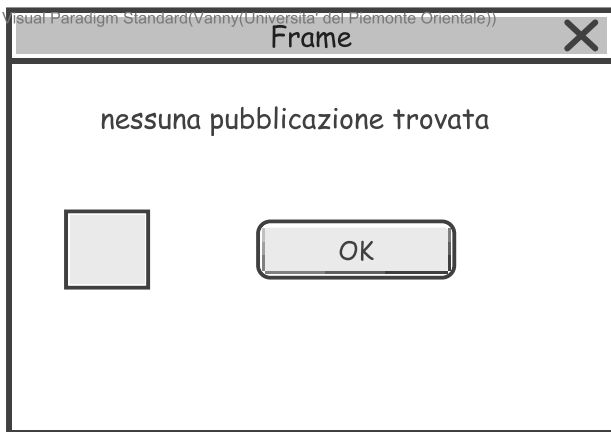 Visual Paradigm Standard(Vanny(Universita' del Piemonte Orientale))
Frame
nessuna pubblicazione trovata
OK